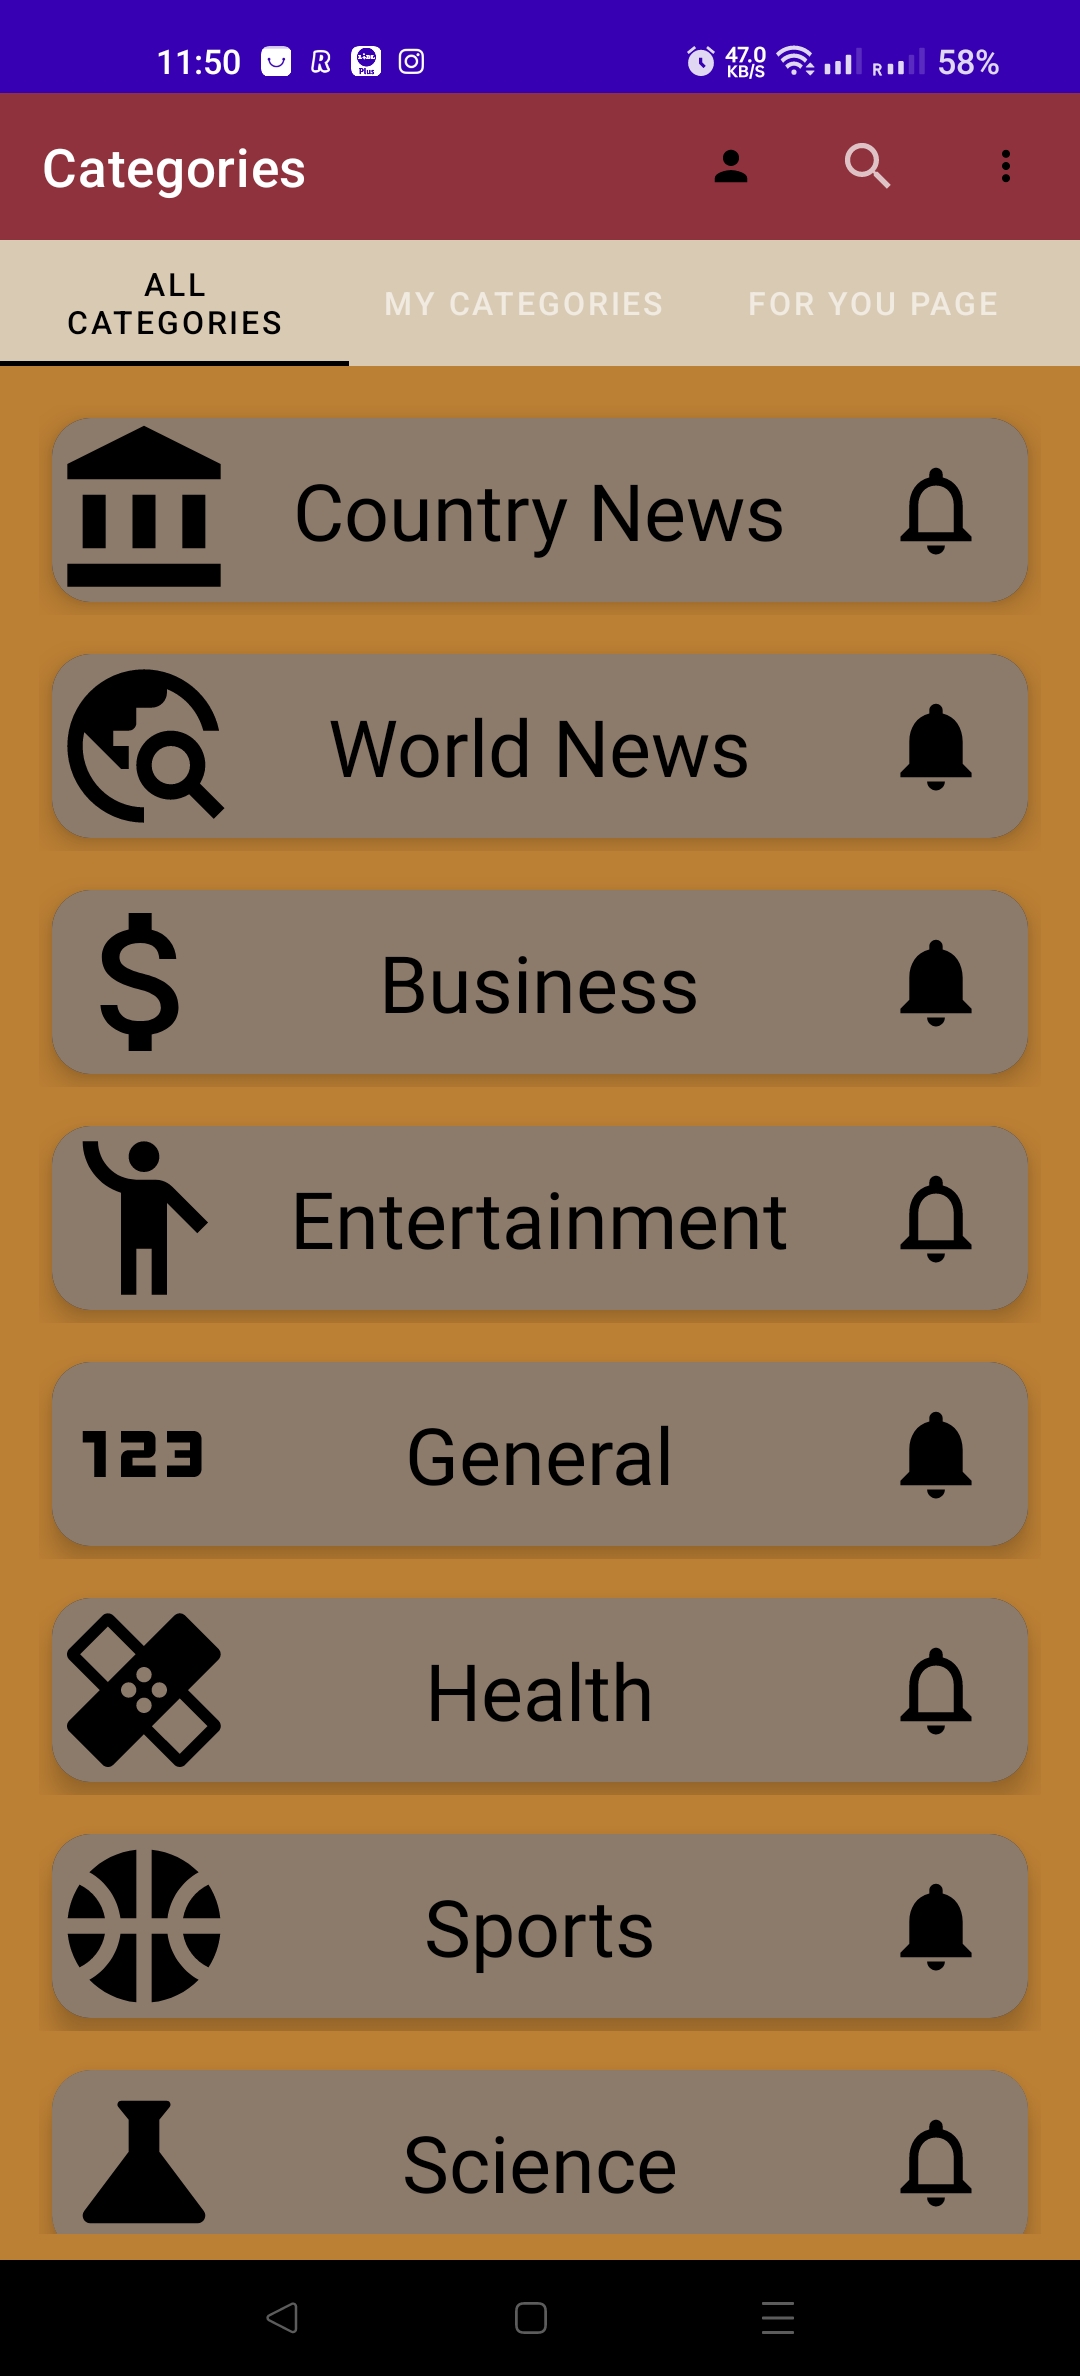 11:50
47.0
KB/S
R
58%
Categories
ALL
CATEGORIES
MY CATEGORIES
FOR YOU PAGE
Country News
World News
$
Business
Entertainment
123
General
Health
Sports
Science